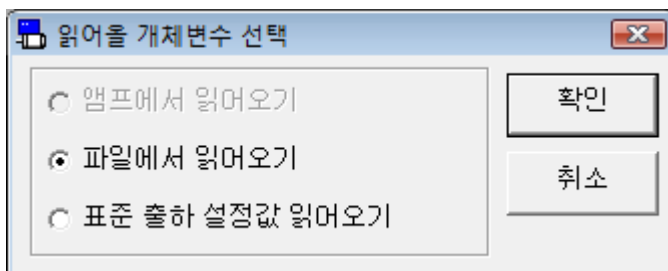 읽어올 개체변수 선택
앰프에서 읽어오기
파일에서 읽어오기
표준 출하 설정값 읽어오기
확인
취소